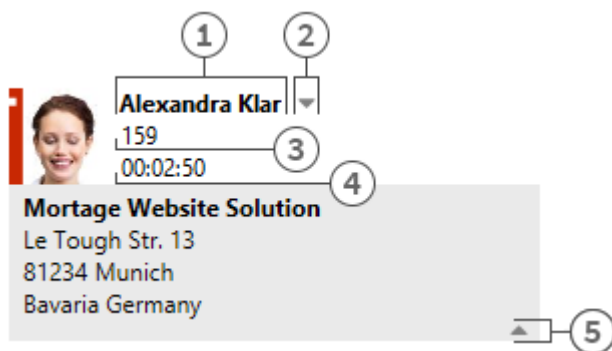 1 2
Alexandra Klar
159
3
00:02:50
4
Mortage Website Solution
Le Tough Str. 13
81234 Munich
Bavaria Germany
5